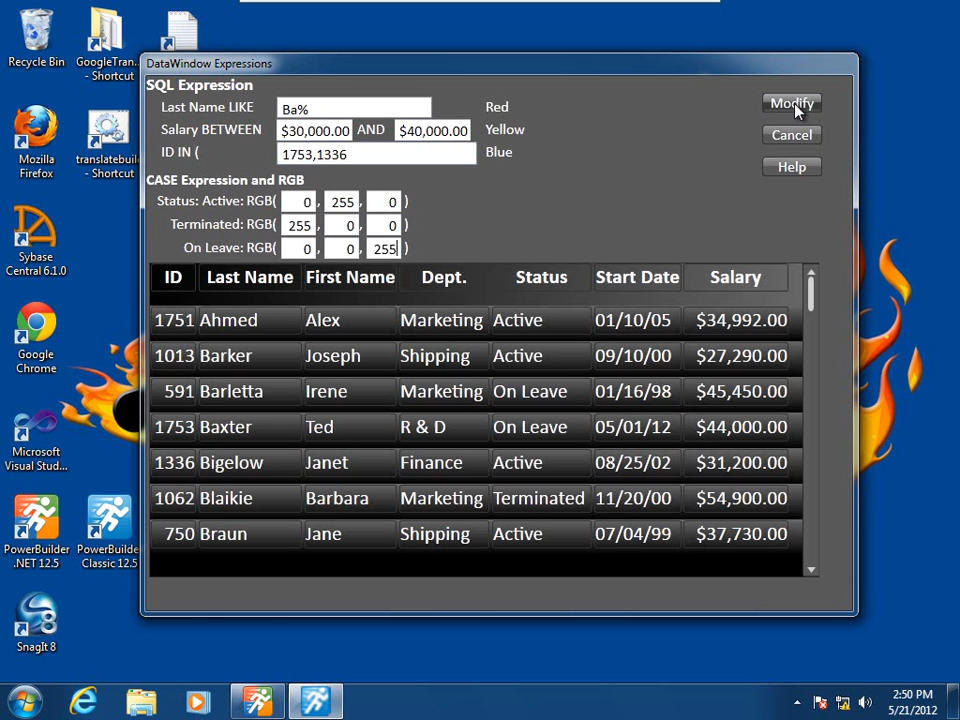 Recycle Bin
GoogleTran...
- Shortcut
Mozilla
Firefox
translatebuil...
- Shortcut
Sybase
Central 6.1.0
Google
Chrome
Microsoft
Visual Stud...
PowerBuilder
.NET 12.5
PowerBuilder
Classic 12.5
SnagIt 8
DataWindow Expressions
SQL Expression
Last Name LIKE Ba% Red
Salary BETWEEN $30,000.00 AND $40,000.00 Yellow
ID IN ( 1753,1336 Blue
Modify
Cancel
Help
CASE Expression and RGB
Status: Active: RGB( 0 , 255 , 0 )
Terminated: RGB( 255 , 0 , 0 )
On Leave: RGB( 0 , 0 , 255 )
ID Last Name First Name Dept. Status Start Date Salary
1751 Ahmed Alex Marketing Active 01/10/05 $34,992.00
1013 Barker Joseph Shipping Active 09/10/00 $27,290.00
591 Barletta Irene Marketing On Leave 01/16/98 $45,450.00
1753 Baxter Ted R & D On Leave 05/01/12 $44,000.00
1336 Bigelow Janet Finance Active 08/25/02 $31,200.00
1062 Blaikie Barbara Marketing Terminated 11/20/00 $54,900.00
750 Braun Jane Shipping Active 07/04/99 $37,730.00
2:50 PM
5/21/2012